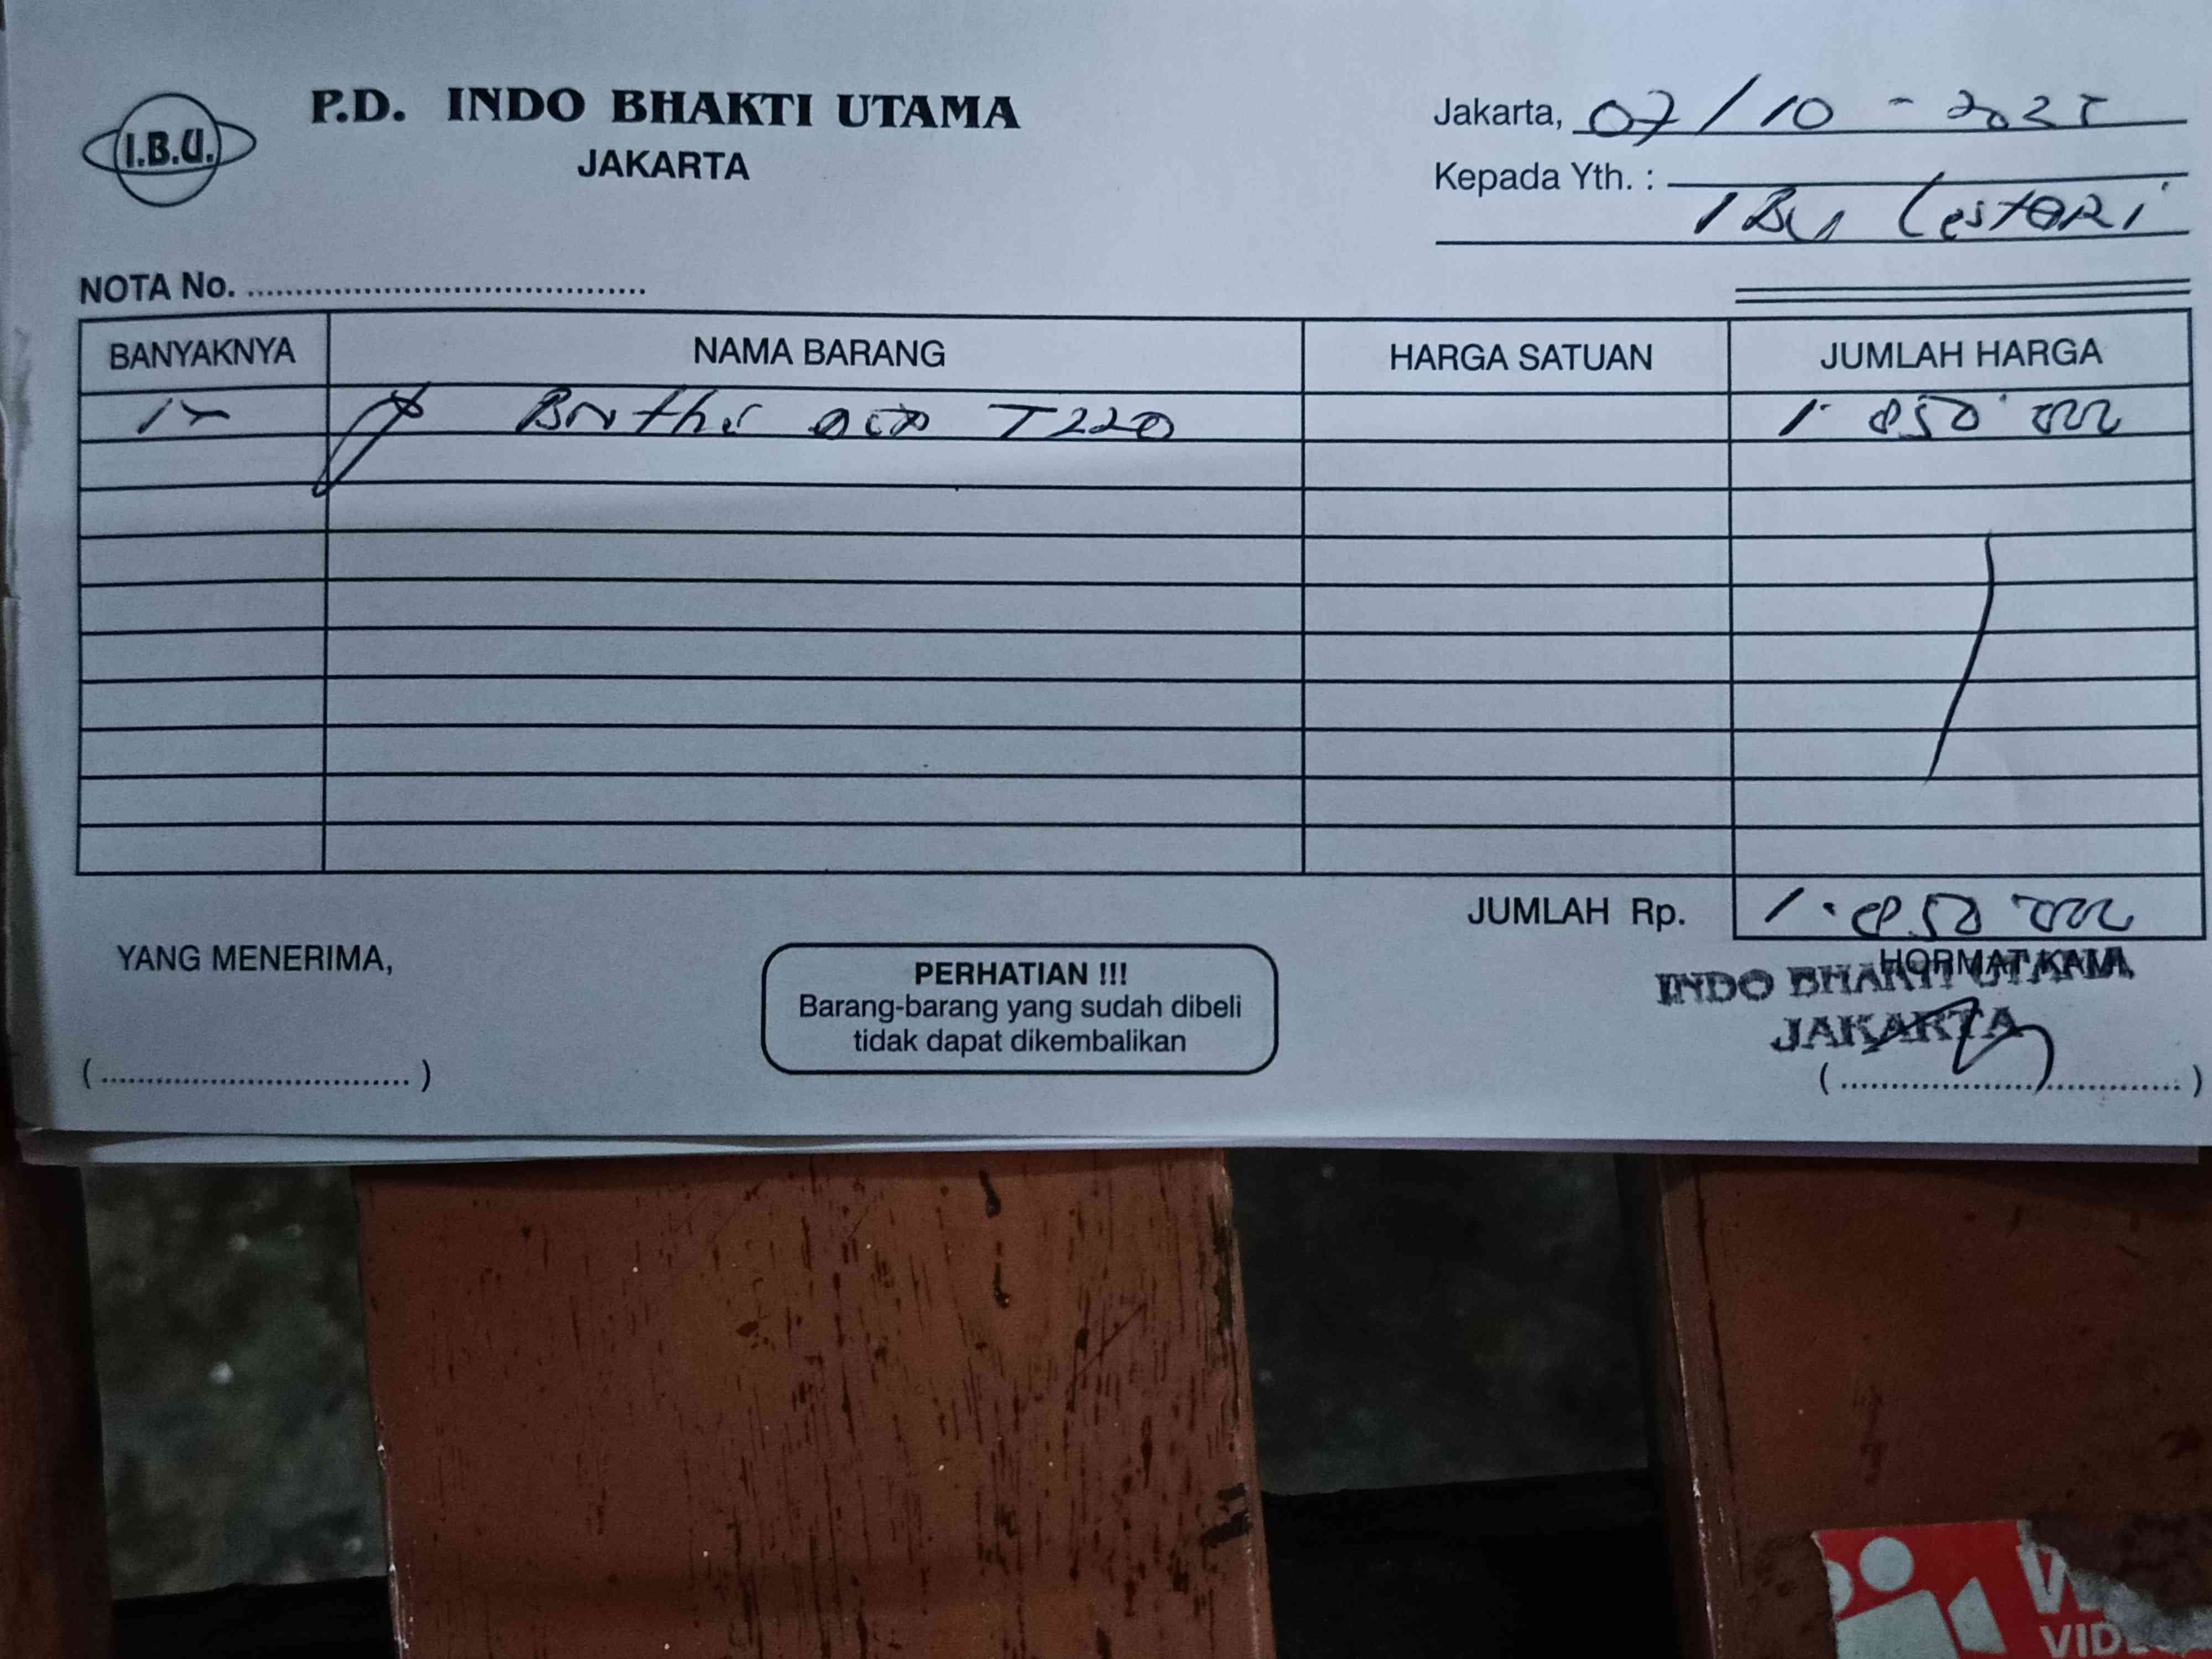 I.B.U.
P.D. INDO BHAKTI UTAMA
JAKARTA
Jakarta, 07/10 - 2025
Kepada Yth. :
IBU LestaRi
NOTA No.
BANYAKNYA NAMA BARANG HARGA SATUAN JUMLAH HARGA
Brother T220 1.850.000
JUMLAH Rp. 1.850.000
YANG MENERIMA,
PERHATIAN !!!
Barang-barang yang sudah dibeli
tidak dapat dikembalikan
HORMAT KAMI,
INDO BHAKTI UTAMA
JAKARTA
(....................) (....................)